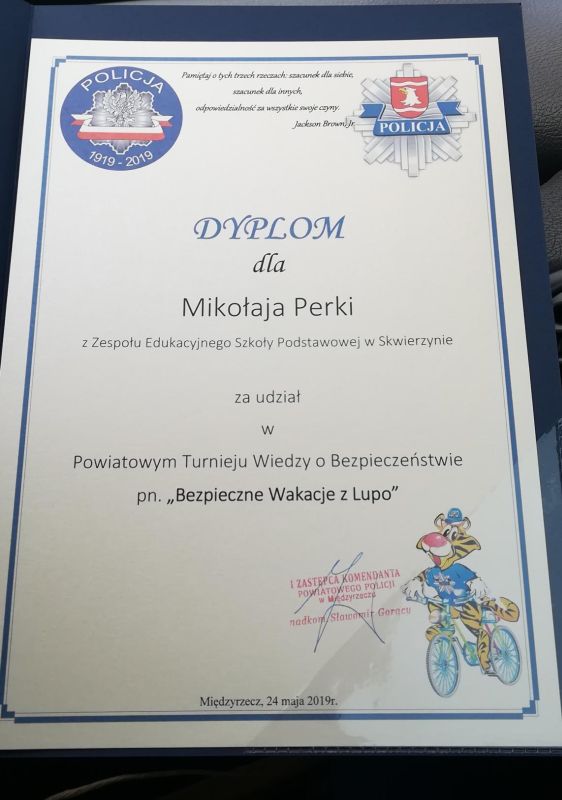 POLICJA
1919 - 2019
Pamiętaj o tych trzech rzeczach: szacunek dla siebie,
szacunek dla innych,
odpowiedzialność za wszystkie swoje czyny.
Jackson Brown, Jr.
POLICJA
DYPLOM
dla
Mikołaja Perki
z Zespołu Edukacyjnego Szkoły Podstawowej w Skwierzynie
za udział
w
Powiatowym Turnieju Wiedzy o Bezpieczeństwie
pn. „Bezpieczne Wakacje z Lupo”
I ZASTĘPCA KOMENDANTA
POWIATOWEGO POLICJI
w Międzyrzeczu
nadkom. Sławomir Gorący
Międzyrzecz, 24 maja 2019r.